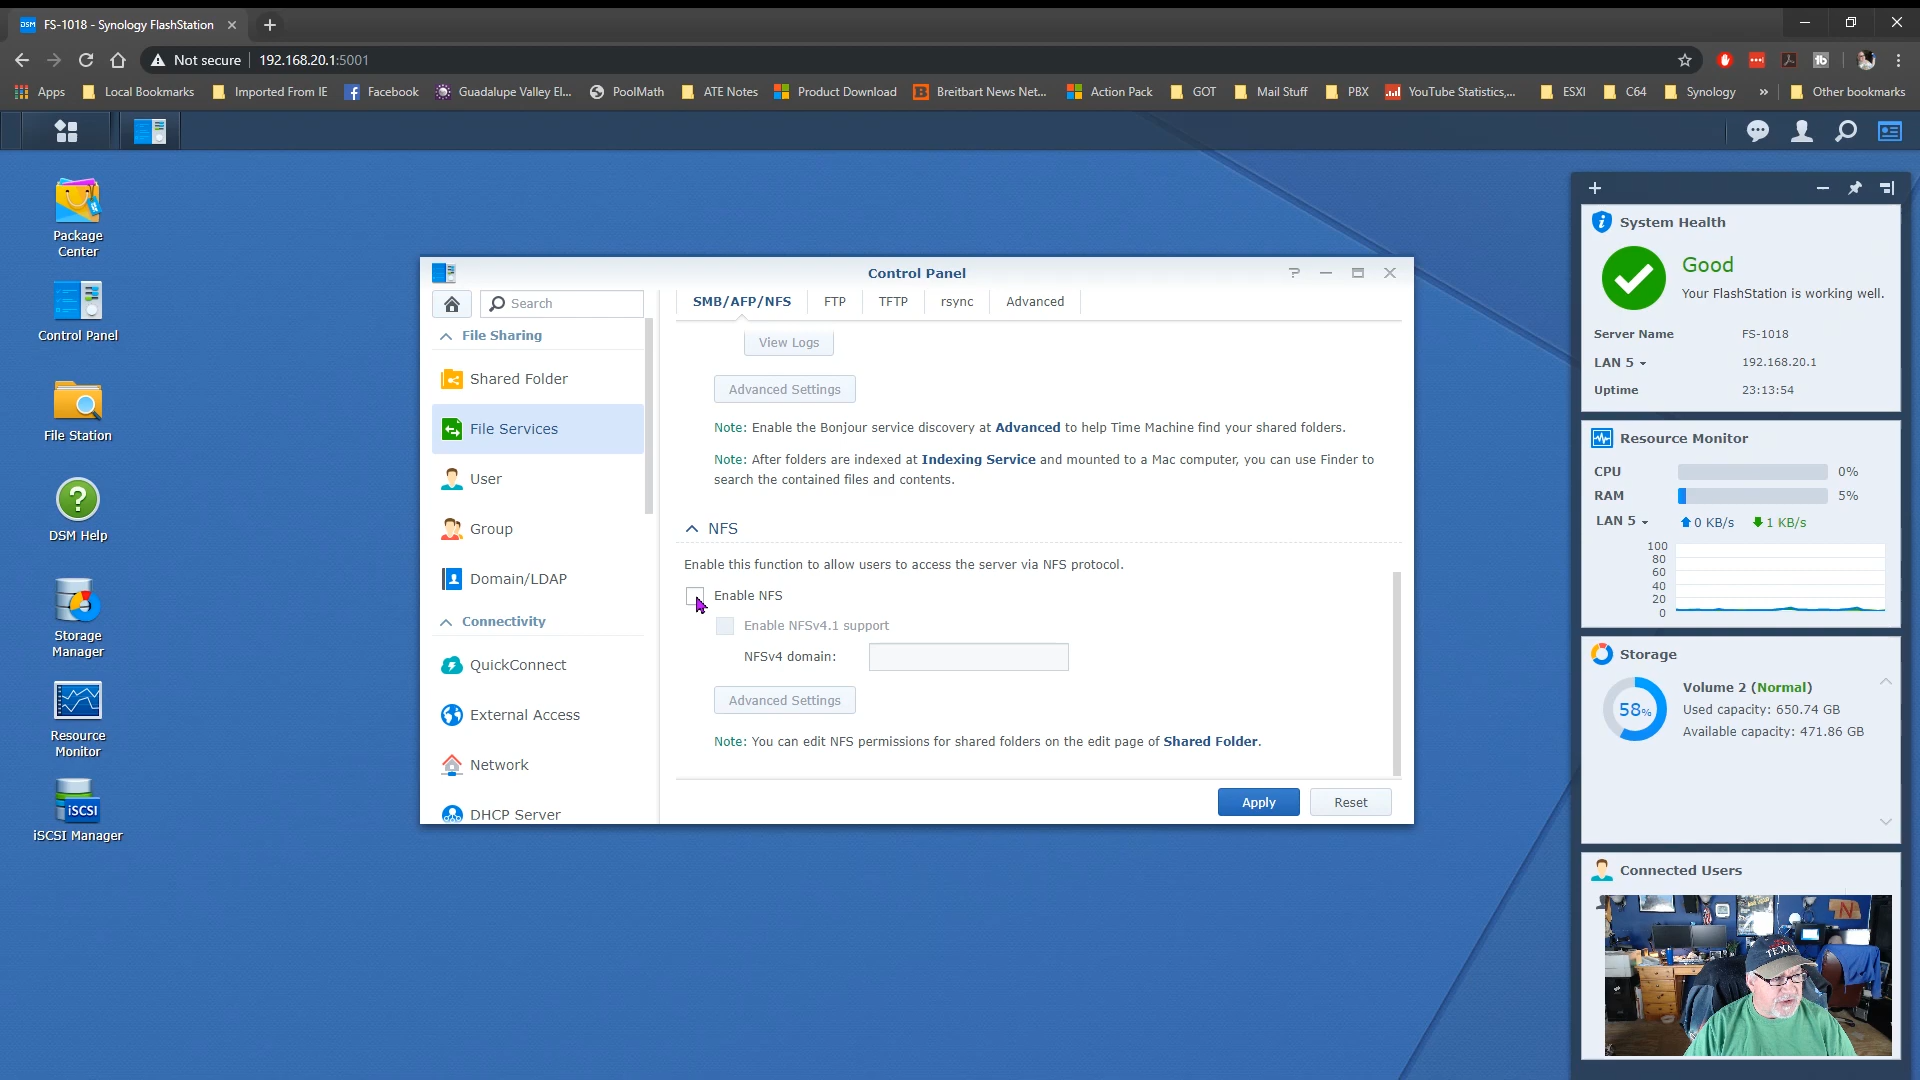 FS-1018 - Synology FlashStation
Not secure
192.168.20.1:5001
Apps
Local Bookmarks
Imported From IE
Facebook
Guadalupe Valley El...
PoolMath
ATE Notes
Product Download
Breitbart News Net...
Action Pack
GOT
Mail Stuff
PBX
YouTube Statistics,...
ESXI
C64
Synology
»
Other bookmarks
Package
Center
Control Panel
File Station
DSM Help
Storage
Manager
Resource
Monitor
iSCSI
iSCSI Manager
Control Panel
Search
File Sharing
Shared Folder
File Services
User
Group
Domain/LDAP
Connectivity
QuickConnect
External Access
Network
DHCP Server
SMB/AFP/NFS
FTP
TFTP
rsync
Advanced
View Logs
Advanced Settings
Note: Enable the Bonjour service discovery at Advanced to help Time Machine find your shared folders.
Note: After folders are indexed at Indexing Service and mounted to a Mac computer, you can use Finder to
search the contained files and contents.
NFS
Enable this function to allow users to access the server via NFS protocol.
Enable NFS
Enable NFSv4.1 support
NFSv4 domain:
Advanced Settings
Note: You can edit NFS permissions for shared folders on the edit page of Shared Folder.
Apply
Reset
System Health
Good
Your FlashStation is working well.
Server Name FS-1018
LAN 5 192.168.20.1
Uptime 23:13:54
Resource Monitor
CPU 0%
RAM 5%
LAN 5 0 KB/s 1 KB/s
100
80
60
40
20
0
Storage
58%
Volume 2 (Normal)
Used capacity: 650.74 GB
Available capacity: 471.86 GB
Connected Users
N
TEXAS